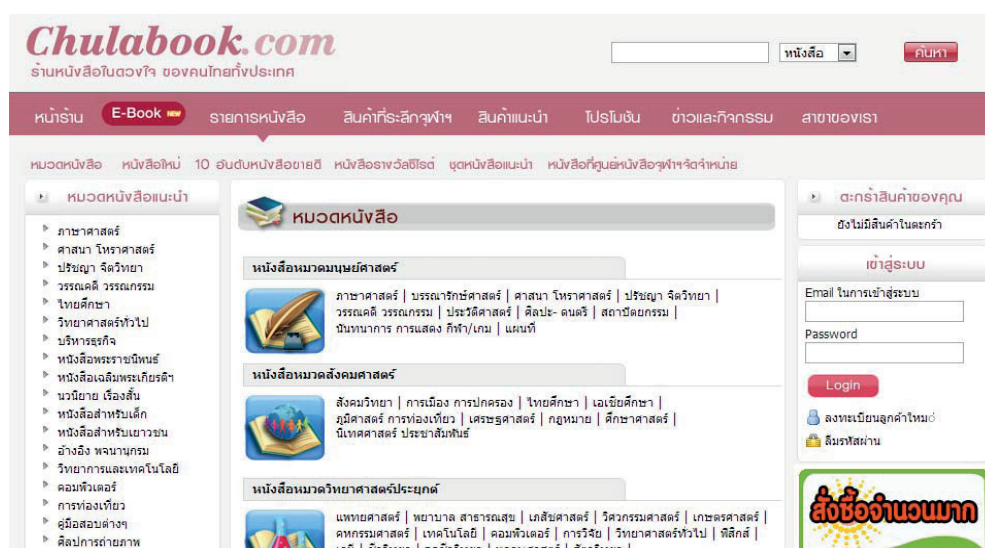 Chulabook.com
ร้านหนังสือในดวงใจ ของคนไทยทั้งประเทศ
หนังสือ
ค้นหา
หน้าร้าน E-Book NEW รายการหนังสือ สินค้าที่ระลึกจุฬาฯ สินค้าแนะนำ โปรโมชัน ข่าวและกิจกรรม สาขาของเรา
หมวดหนังสือ หนังสือใหม่ 10 อันดับหนังสือขายดี หนังสือรางวัลซีไรต์ ชุดหนังสือแนะนำ หนังสือที่ศูนย์หนังสือจุฬาฯจัดจำหน่าย
หมวดหนังสือแนะนำ
ภาษาศาสตร์
ศาสนา โหราศาสตร์
ปรัชญา จิตวิทยา
วรรณคดี วรรณกรรม
ไทยศึกษา
วิทยาศาสตร์ทั่วไป
บริหารธุรกิจ
หนังสือพระราชนิพนธ์
หนังสือเฉลิมพระเกียรติฯ
นวนิยาย เรื่องสั้น
หนังสือสำหรับเด็ก
หนังสือสำหรับเยาวชน
อ้างอิง พจนานุกรม
วิทยาการและเทคโนโลยี
คอมพิวเตอร์
การท่องเที่ยว
คู่มือสอบต่างๆ
ศิลปการถ่ายภาพ
หมวดหนังสือ
หนังสือหมวดมนุษย์ศาสตร์
ภาษาศาสตร์ | บรรณารักษ์ศาสตร์ | ศาสนา โหราศาสตร์ | ปรัชญา จิตวิทยา |
วรรณคดี วรรณกรรม | ประวัติศาสตร์ | ศิลปะ- ดนตรี | สถาปัตยกรรม |
นันทนาการ การแสดง กีฬา/เกม | แผนที่
หนังสือหมวดสังคมศาสตร์
สังคมวิทยา | การเมือง การปกครอง | ไทยศึกษา | เอเชียศึกษา |
ภูมิศาสตร์ การท่องเที่ยว | เศรษฐศาสตร์ | กฎหมาย | ศึกษาศาสตร์ |
นิเทศศาสตร์ ประชาสัมพันธ์
หนังสือหมวดวิทยาศาสตร์ประยุกต์
แพทยศาสตร์ | พยาบาล สาธารณสุข | เภสัชศาสตร์ | วิศวกรรมศาสตร์ | เกษตรศาสตร์ |
คหกรรมศาสตร์ | เทคโนโลยี | คอมพิวเตอร์ | การวิจัย | วิทยาศาสตร์ทั่วไป | ฟิสิกส์ |
ตะกร้าสินค้าของคุณ
ยังไม่มีสินค้าในตะกร้า
เข้าสู่ระบบ
Email ในการเข้าสู่ระบบ
Password
Login
ลงทะเบียนลูกค้าใหม่
ลืมรหัสผ่าน
สั่งซื้อจำนวนมาก